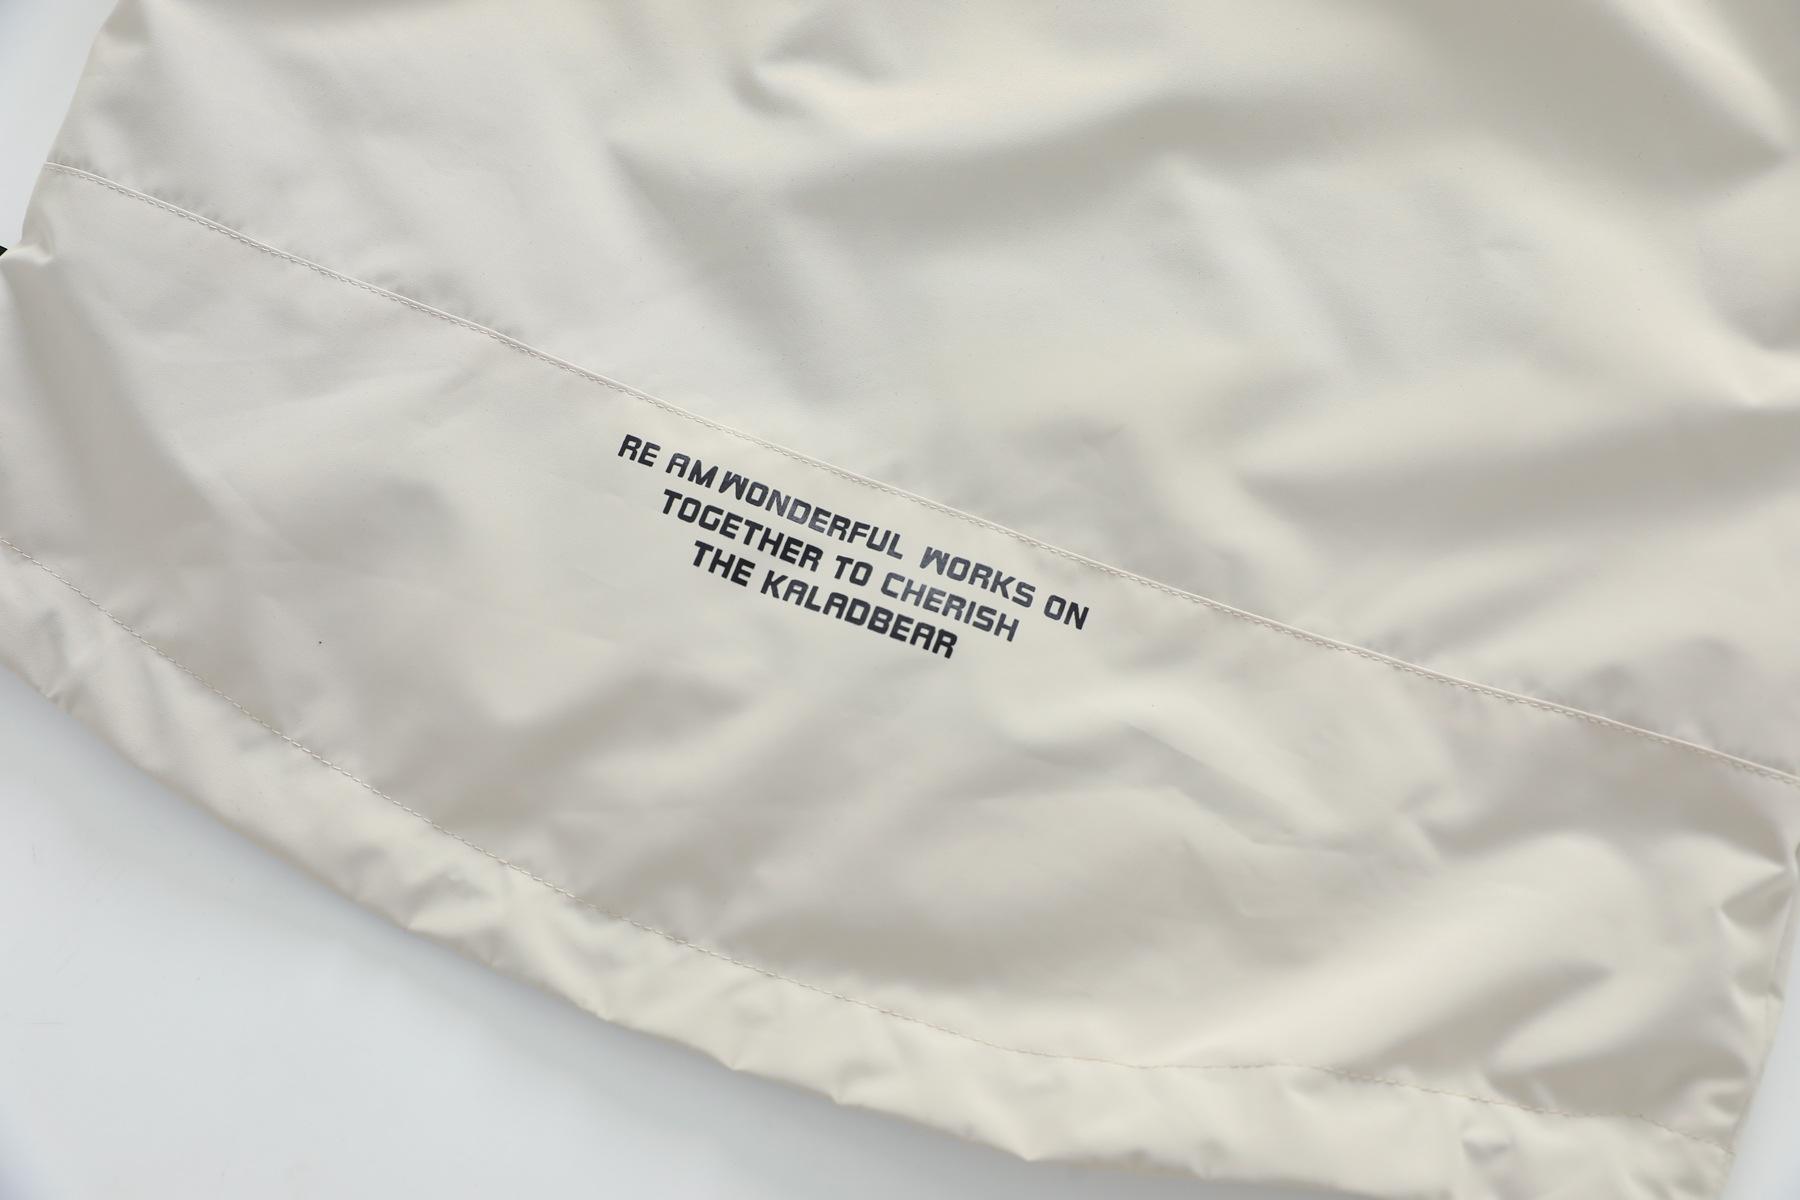 RE AM WONDERFUL WORKS ON
TOGETHER TO CHERISH
THE KALADBEAR